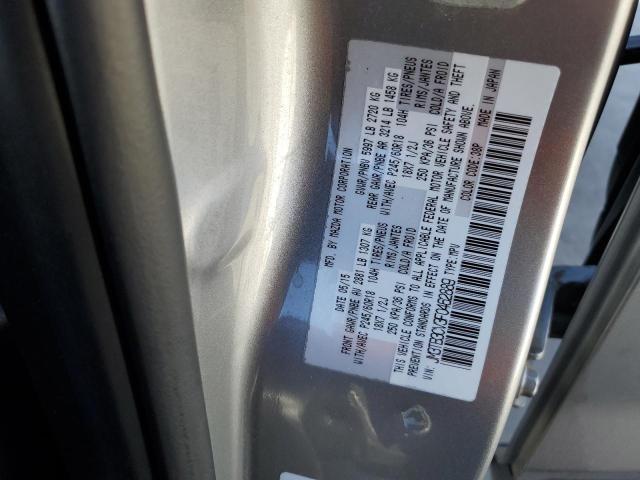 MFD. BY MAZDA MOTOR CORPORATION
DATE 05/15 GVWR/PNBV 5997 LB 2720 KG
FRONT GAWR/PNBE AV 2881 LB 1307 KG REAR GAWR/PNBE AR 3214 LB 1458 KG
WITH/AVEC P245/60R18 104H TIRES/PNEUS WITH/AVEC P245/60R18 104H TIRES/PNEUS
18X7 1/2J RIMS/JANTES 18X7 1/2J RIMS/JANTES
250 KPA/36 PSI COLD/A FROID 250 KPA/36 PSI COLD/A FROID
THIS VEHICLE CONFORMS TO ALL APPLICABLE FEDERAL MOTOR VEHICLE SAFETY AND THEFT
PREVENTION STANDARDS IN EFFECT ON THE DATE OF MANUFACTURE SHOWN ABOVE.
VIN: TYPE:MPV COLOR CODE:38P MADE IN JAPAN